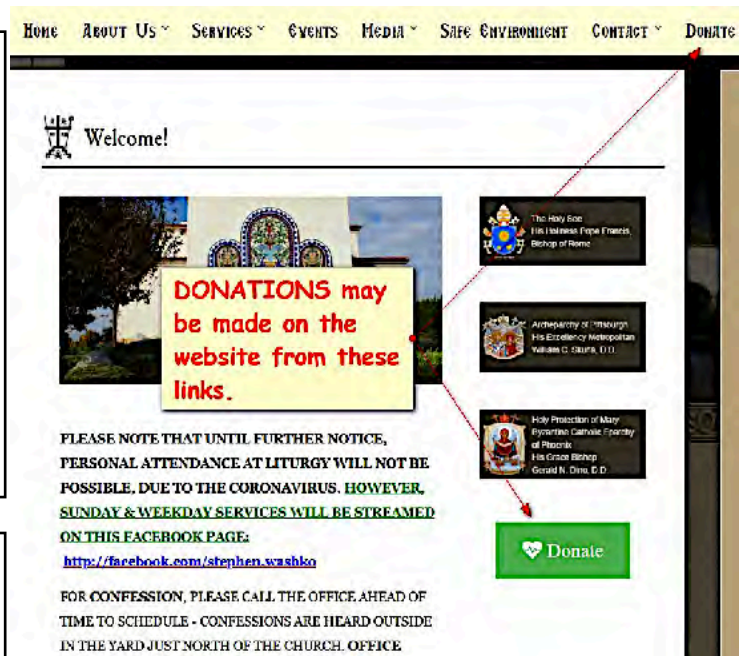 HOME ABOUT US SERVICES EVENTS MEDIA SAFE ENVIRONMENT CONTACT DONATE
Welcome!
The Holy See
His Holiness Pope Francis,
Bishop of Rome
DONATIONS may
be made on the
website from these
links.
Archeparchy of Pittsburgh
His Excellency Metropolitan
William C. Skurla, D.D.
Holy Protection of Mary
Byzantine Catholic Eparchy
of Phoenix
His Grace Bishop
Gerald N. Dino, D.D.
PLEASE NOTE THAT UNTIL FURTHER NOTICE,
PERSONAL ATTENDANCE AT LITURGY WILL NOT BE
POSSIBLE, DUE TO THE CORONAVIRUS. HOWEVER,
SUNDAY & WEEKDAY SERVICES WILL BE STREAMED
ON THIS FACEBOOK PAGE:
http://facebook.com/stephen.washko
Donate
FOR CONFESSION, PLEASE CALL THE OFFICE AHEAD OF
TIME TO SCHEDULE - CONFESSIONS ARE HEARD OUTSIDE
IN THE YARD JUST NORTH OF THE CHURCH. OFFICE